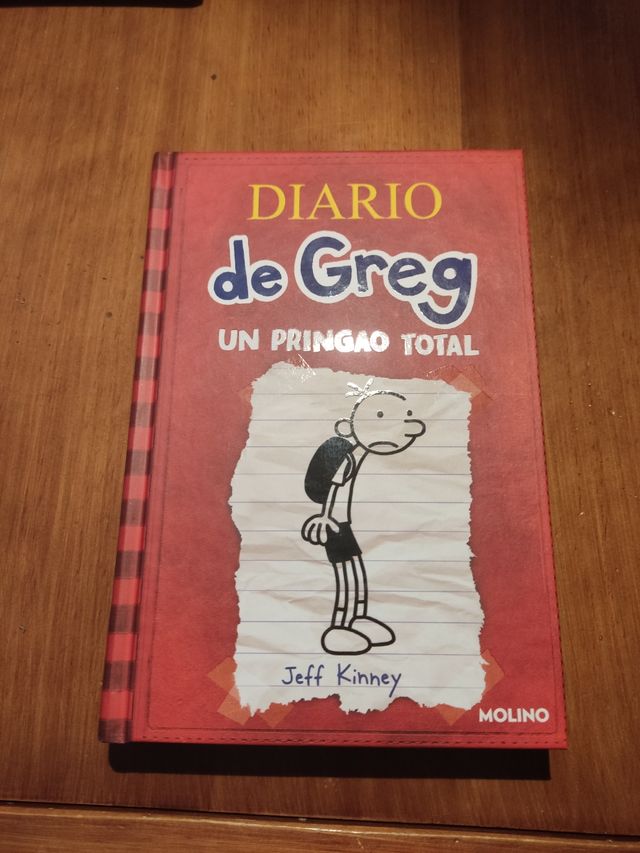 DIARIO
de Greg
UN PRINGAO TOTAL
Jeff Kinney
MOLINO